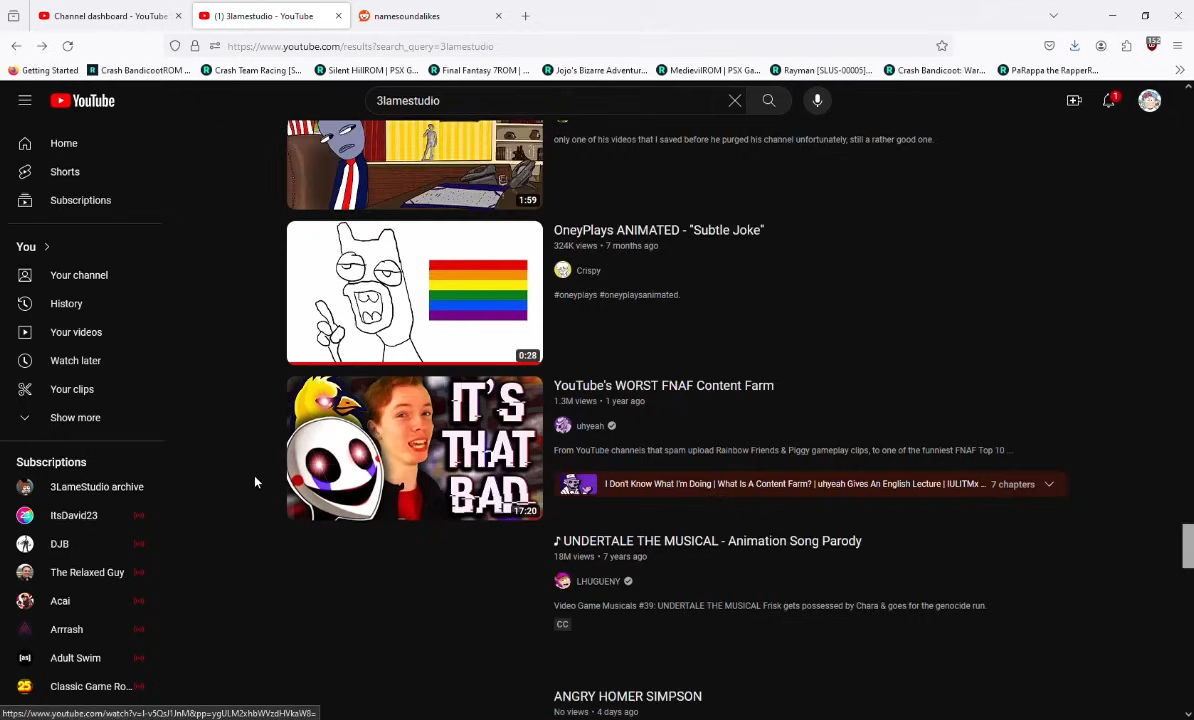 Channel dashboard - YouTube
(1) 3lamestudio - YouTube
namesoundalikes
https://www.youtube.com/results?search_query=3lamestudio
152
Getting Started
Crash BandicootROM ...
Crash Team Racing [S...
Silent HillROM | PSX G...
Final Fantasy 7ROM | ...
Jojo's Bizarre Adventur...
MedievilROM | PSX Ga...
Rayman [SLUS-00005]...
Crash Bandicoot: War...
PaRappa the RapperR...
YouTube
3lamestudio
1
Home
Shorts
Subscriptions
You
Your channel
History
Your videos
Watch later
Your clips
Show more
Subscriptions
3LameStudio archive
ItsDavid23
DJB
The Relaxed Guy
Acai
Arrrash
[as] Adult Swim
25 Classic Game Ro...
only one of his videos that I saved before he purged his channel unfortunately, still a rather good one.
1:59
OneyPlays ANIMATED - "Subtle Joke"
324K views • 7 months ago
Crispy
#oneyplays #oneyplaysanimated.
0:28
IT'S
THAT
BAD
17:20
YouTube's WORST FNAF Content Farm
1.3M views • 1 year ago
uhyeah
From YouTube channels that spam upload Rainbow Friends & Piggy gameplay clips, to one of the funniest FNAF Top 10 ...
I Don't Know What I'm Doing | What Is A Content Farm? | uhyeah Gives An English Lecture | IULITMx ...
7 chapters
♪ UNDERTALE THE MUSICAL - Animation Song Parody
18M views • 7 years ago
LHUGUENY
Video Game Musicals #39: UNDERTALE THE MUSICAL Frisk gets possessed by Chara & goes for the genocide run.
CC
ANGRY HOMER SIMPSON
No views • 4 days ago